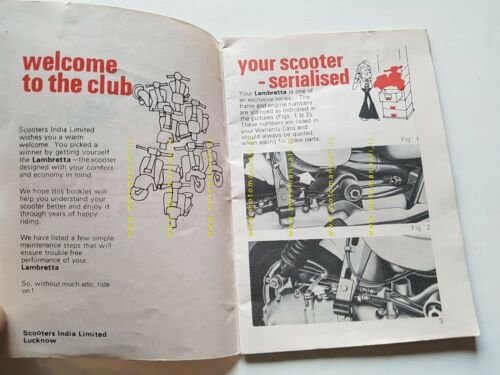 welcome
to the club
Scooters India Limited
wishes you a warm
welcome. You picked a
winner by getting yourself
the Lambretta - the scooter
designed with your comfort
and economy in mind.
We hope this booklet will
help you understand your
scooter better and enjoy it
through years of happy
riding.
We have listed a few simple
maintenance steps that will
ensure trouble-free
performance of your
Lambretta
So, without much ado, ride
on!
Scooters India Limited
Lucknow
your scooter
- serialised
Your Lambretta is one of
an exclusive series. The
frame and engine numbers
are stamped as indicated in
the pictures (Figs. 1 & 2).
These numbers are listed in
your Warranty Card and
should always be quoted,
when asking for spare parts.
Fig 1
Fig 2
3